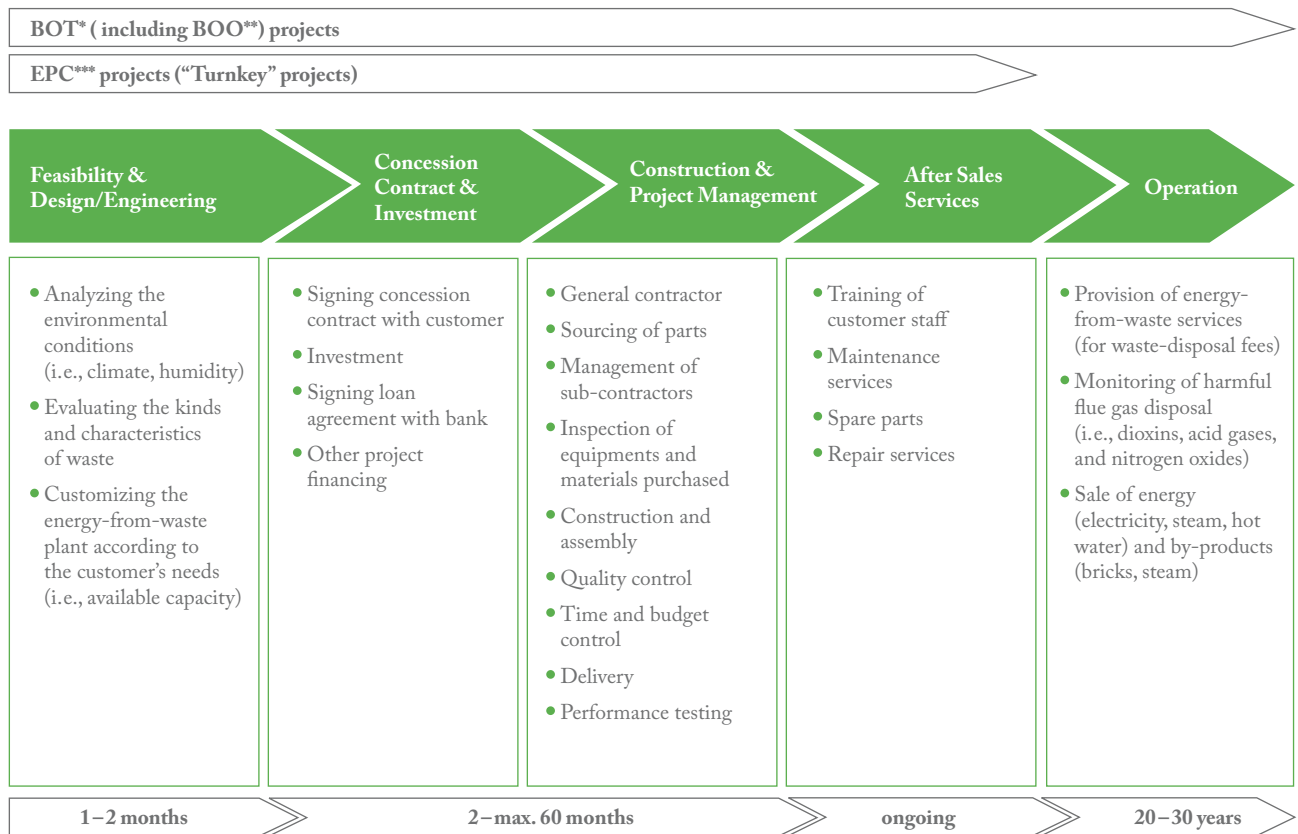 BOT* ( including BOO**) projects
EPC*** projects (“Turnkey” projects)
Feasibility &
Design/Engineering
Concession
Contract &
Investment
Construction &
Project Management
After Sales
Services
Operation
• Analyzing the
environmental
conditions
(i.e., climate, humidity)
• Evaluating the kinds
and characteristics
of waste
• Customizing the
energy-from-waste
plant according to
the customer’s needs
(i.e., available capacity)
• Signing concession
contract with customer
• Investment
• Signing loan
agreement with bank
• Other project
financing
• General contractor
• Sourcing of parts
• Management of
sub-contractors
• Inspection of
equipments and
materials purchased
• Construction and
assembly
• Quality control
• Time and budget
control
• Delivery
• Performance testing
• Training of
customer staff
• Maintenance
services
• Spare parts
• Repair services
• Provision of energy-
from-waste services
(for waste-disposal fees)
• Monitoring of harmful
flue gas disposal
(i.e., dioxins, acid gases,
and nitrogen oxides)
• Sale of energy
(electricity, steam, hot
water) and by-products
(bricks, steam)
1–2 months
2–max. 60 months
ongoing
20–30 years